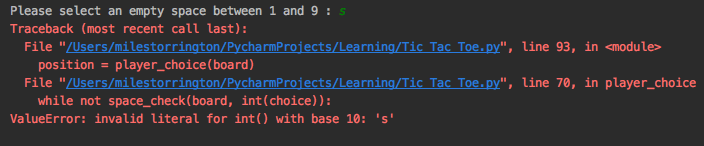 Please select an empty space between 1 and 9 : s
Traceback (most recent call last):
  File "/Users/milestorrington/PycharmProjects/Learning/Tic Tac Toe.py", line 93, in <module>
    position = player_choice(board)
  File "/Users/milestorrington/PycharmProjects/Learning/Tic Tac Toe.py", line 70, in player_choice
    while not space_check(board, int(choice)):
ValueError: invalid literal for int() with base 10: 's'